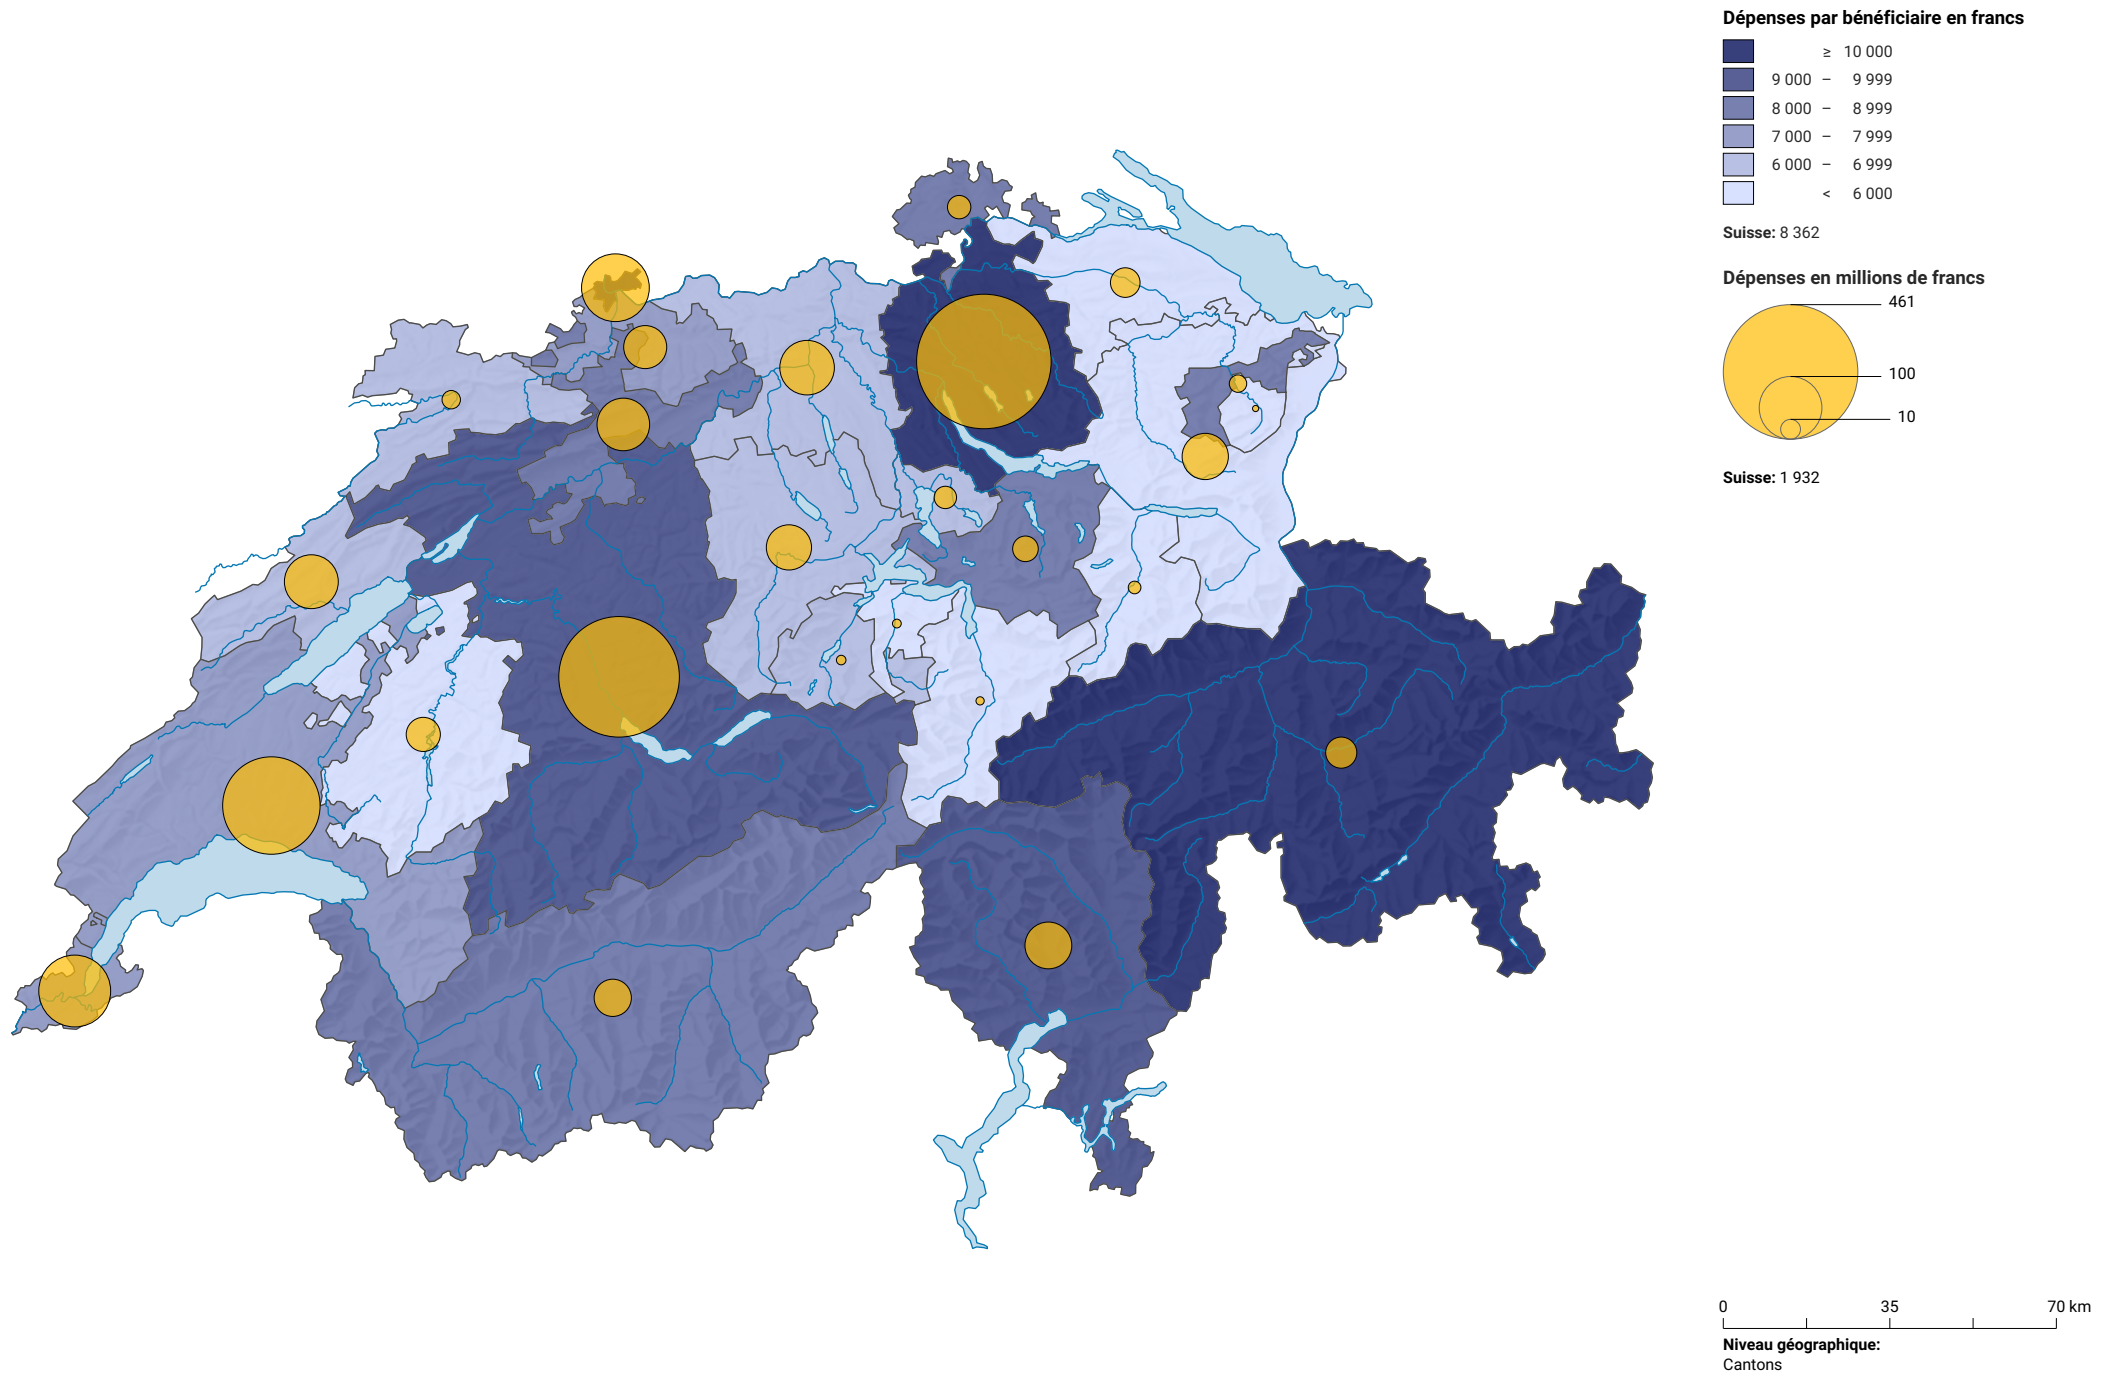 Dépenses par bénéficiaire en francs
≥ 10 000
9 000 – 9 999
8 000 – 8 999
7 000 – 7 999
6 000 – 6 999
< 6 000
Suisse: 8 362
Dépenses en millions de francs
461
100
10
Suisse: 1 932
0 35 70 km
Niveau géographique:
Cantons